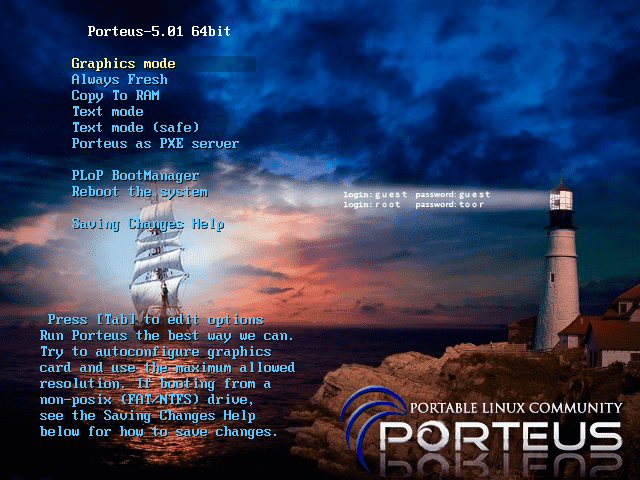 Porteus-5.01 64bit
Graphics mode
Always Fresh
Copy To RAM
Text mode
Text mode (safe)
Porteus as PXE server
PLoP BootManager
Reboot the system
Saving Changes Help
login: guest password: guest
login: root password: toor
Press [Tab] to edit options
Run Porteus the best way we can.
Try to autoconfigure graphics
card and use the maximum allowed
resolution. If booting from a
non-posix (FAT/NTFS) drive,
see the Saving Changes Help
below for how to save changes.
PORTABLE LINUX COMMUNITY
PORTEUS